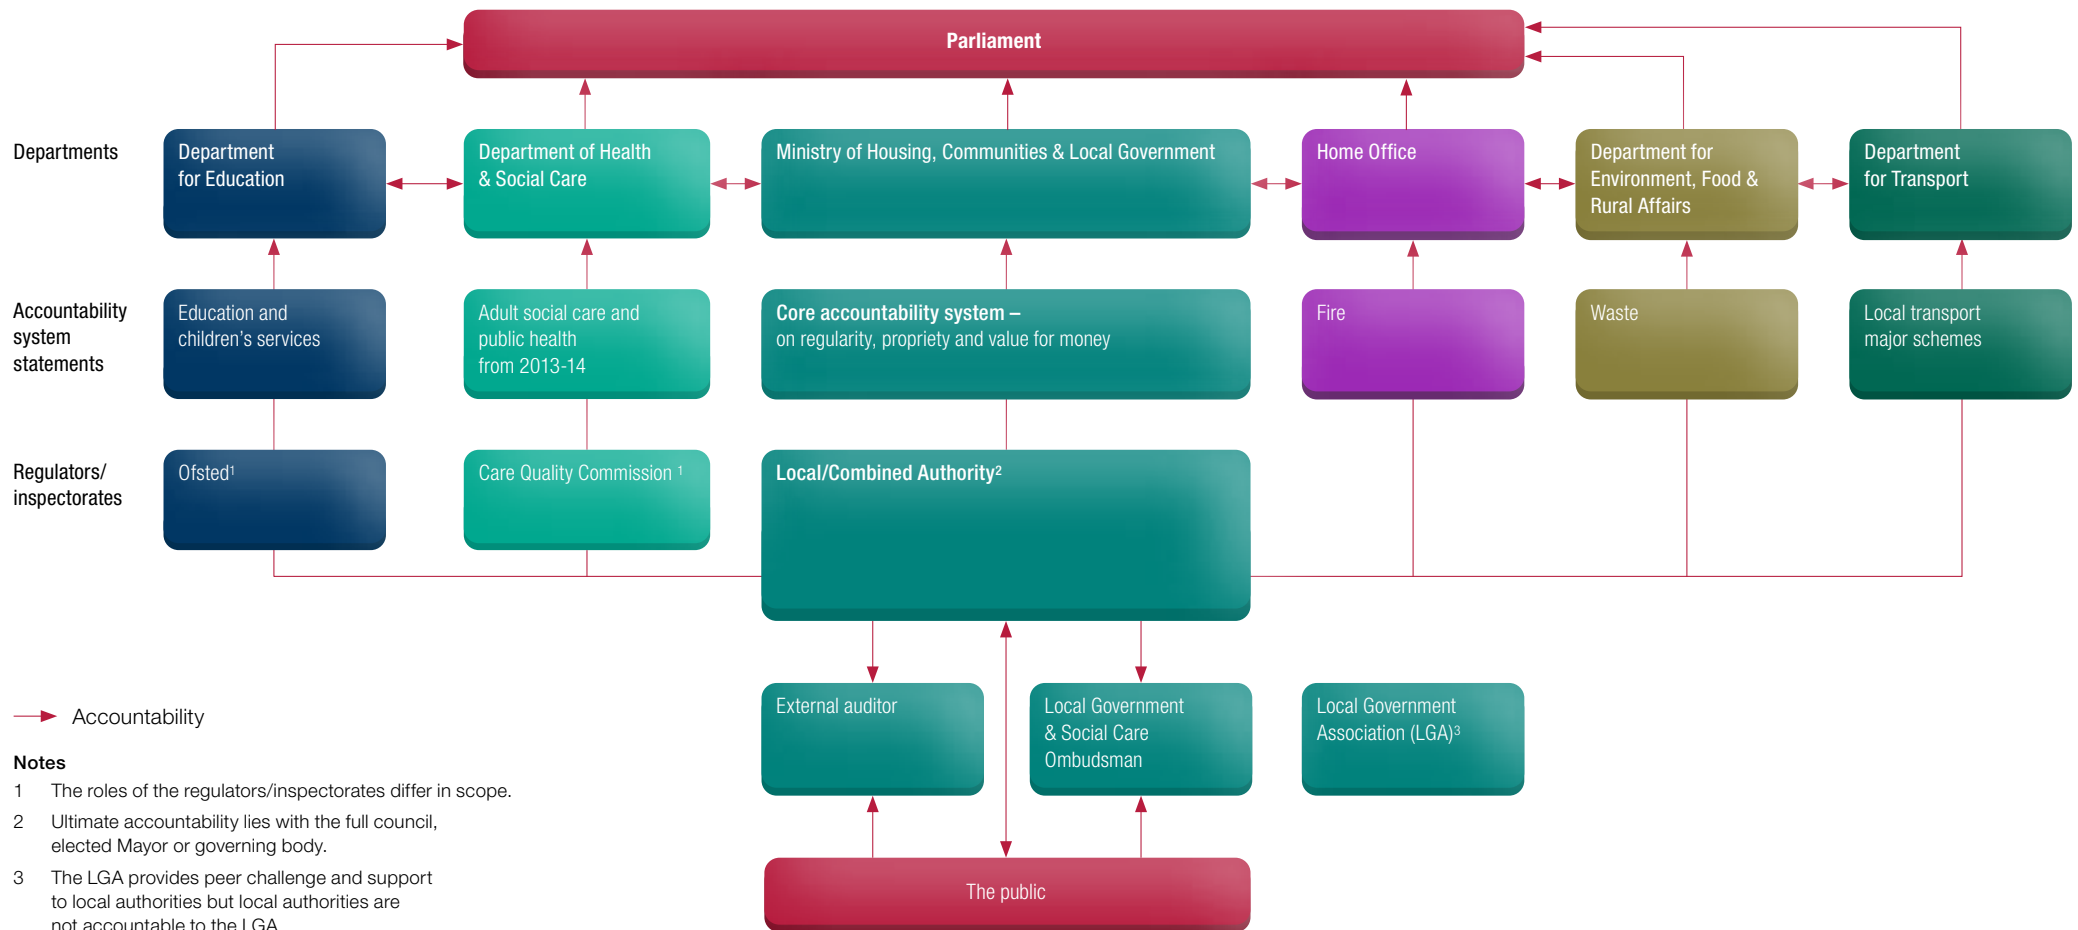 Parliament
Departments
Department
for Education
Department of Health
& Social Care
Ministry of Housing, Communities & Local Government
Home Office
Department for
Environment, Food &
Rural Affairs
Department
for Transport
Accountability
system
statements
Education and
children’s services
Adult social care and
public health
from 2013-14
Core accountability system –
on regularity, propriety and value for money
Fire
Waste
Local transport
major schemes
Regulators/
inspectorates
Ofsted¹
Care Quality Commission ¹
Local/Combined Authority²
External auditor
Local Government
& Social Care
Ombudsman
Local Government
Association (LGA)³
The public
Accountability
Notes
1 The roles of the regulators/inspectorates differ in scope.
2 Ultimate accountability lies with the full council,
elected Mayor or governing body.
3 The LGA provides peer challenge and support
to local authorities but local authorities are
not accountable to the LGA